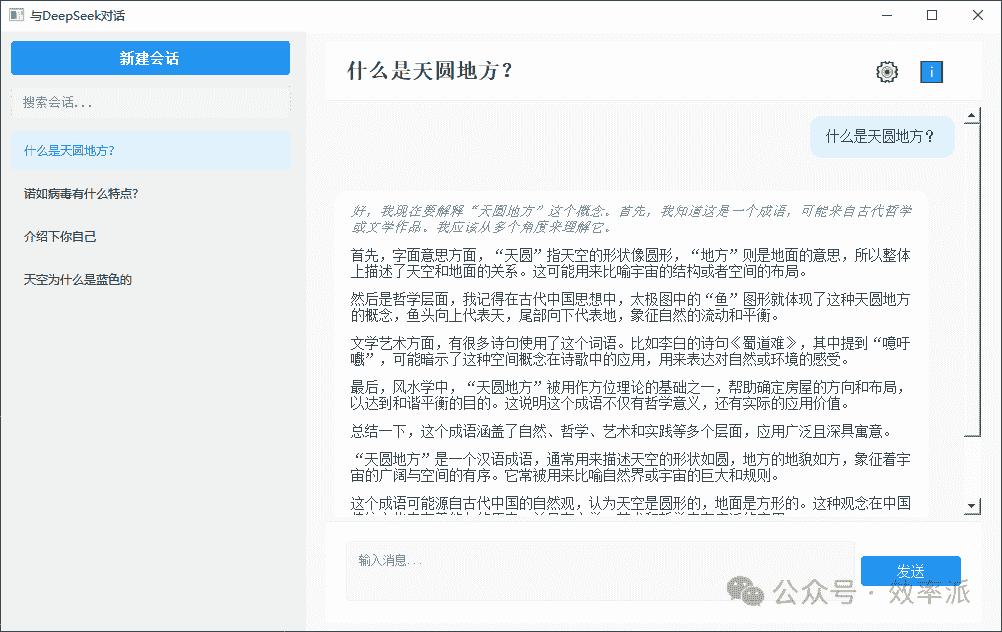 与DeepSeek对话
新建会话
搜索会话...
什么是天圆地方?
诺如病毒有什么特点?
介绍下你自己
天空为什么是蓝色的
什么是天圆地方?
i
什么是天圆地方?
好，我现在要解释“天圆地方”这个概念。首先，我知道这是一个成语，可能来自古代哲学
或文学作品。我应该从多个角度来理解它。
首先，字面意思方面，“天圆”指天空的形状像圆形，“地方”则是地面的意思，所以整体
上描述了天空和地面的关系。这可能用来比喻宇宙的结构或者空间的布局。
然后是哲学层面，我记得在古代中国思想中，太极图中的“鱼”图形就体现了这种天圆地方
的概念，鱼头向上代表天，尾部向下代表地，象征自然的流动和平衡。
文学艺术方面，有很多诗句使用了这个词语。比如李白的诗句《蜀道难》，其中提到“噫吁
嚱”，可能暗示了这种空间概念在诗歌中的应用，用来表达对自然或环境的感受。
最后，风水学中，“天圆地方”被用作方位理论的基础之一，帮助确定房屋的方向和布局，
以达到和谐平衡的目的。这说明这个成语不仅有哲学意义，还有实际的应用价值。
总结一下，这个成语涵盖了自然、哲学、艺术和实践等多个层面，应用广泛且深具寓意。
“天圆地方”是一个汉语成语，通常用来描述天空的形状如圆，地方的地貌如方，象征着宇
宙的广阔与空间的有序。它常被用来比喻自然界或宇宙的巨大和规则。
这个成语可能源自古代中国的自然观，认为天空是圆形的，地面是方形的。这种观念在中国
输入消息...
发送
公众号·效率派